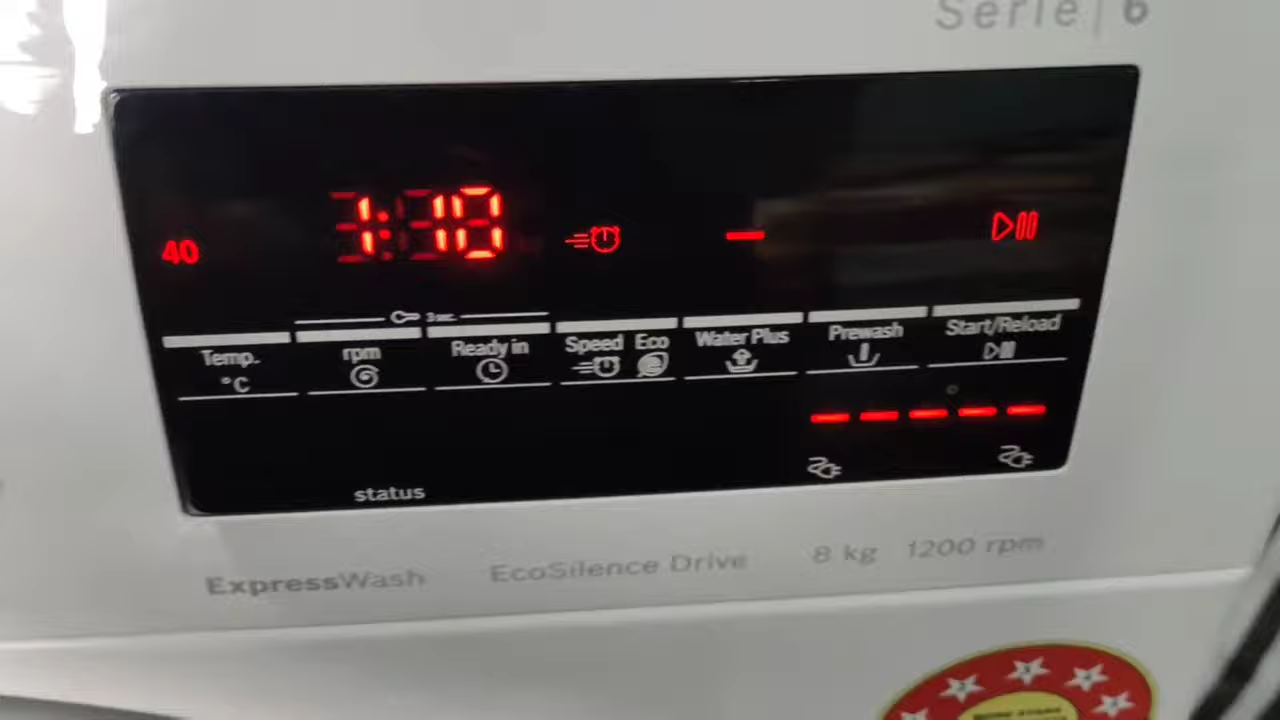 Serie | 6
1:10
40
3 sec.
Temp. °C
rpm
Ready in
Speed Eco
Water Plus
Prewash
Start/Reload
status
ExpressWash
EcoSilence Drive
8 kg 1200 rpm